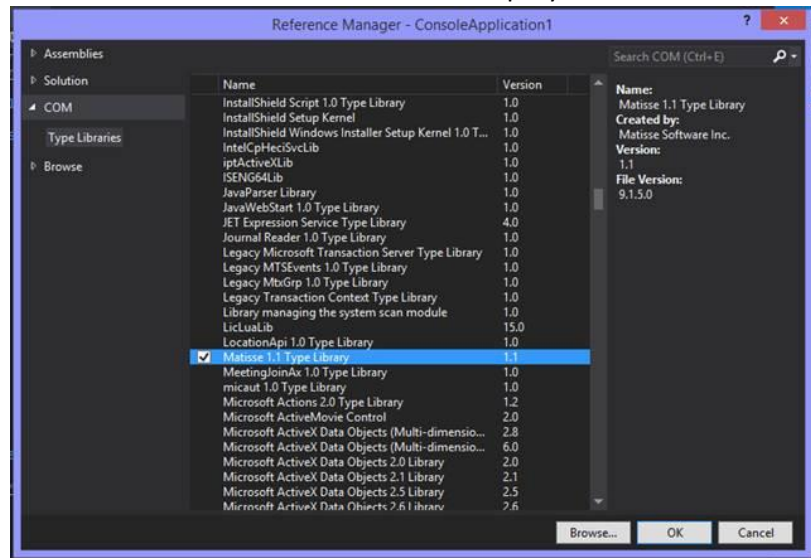 Reference Manager - ConsoleApplication1
? ×
Assemblies
Solution
COM
Type Libraries
Browse
Search COM (Ctrl+E)
Name Version
InstallShield Script 1.0 Type Library 1.0
InstallShield Setup Kernel 1.0
InstallShield Windows Installer Setup Kernel 1.0 T... 1.0
IntelCpHeciSvcLib 1.0
iptActiveXLib 1.0
ISENG64Lib 1.0
JavaParser Library 1.0
JavaWebStart 1.0 Type Library 1.0
JET Expression Service Type Library 4.0
Journal Reader 1.0 Type Library 1.0
Legacy Microsoft Transaction Server Type Library 1.0
Legacy MTSEvents 1.0 Type Library 1.0
Legacy MtxGrp 1.0 Type Library 1.0
Legacy Transaction Context Type Library 1.0
Library managing the system scan module 1.0
LicLuaLib 15.0
LocationApi 1.0 Type Library 1.0
Matisse 1.1 Type Library 1.1
MeetingJoinAx 1.0 Type Library 1.0
micaut 1.0 Type Library 1.0
Microsoft Actions 2.0 Type Library 1.2
Microsoft ActiveMovie Control 2.0
Microsoft ActiveX Data Objects (Multi-dimensio... 2.8
Microsoft ActiveX Data Objects (Multi-dimensio... 6.0
Microsoft ActiveX Data Objects 2.0 Library 2.0
Microsoft ActiveX Data Objects 2.1 Library 2.1
Microsoft ActiveX Data Objects 2.5 Library 2.5
Microsoft ActiveX Data Objects 2.6 Library 2.6
Name:
Matisse 1.1 Type Library
Created by:
Matisse Software Inc.
Version:
1.1
File Version:
9.1.5.0
Browse... OK Cancel